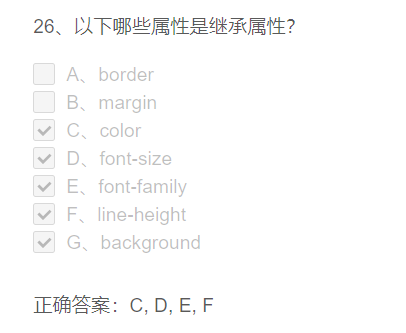 26、以下哪些属性是继承属性?
A、border
B、margin
C、color
D、font-size
E、font-family
F、line-height
G、background
正确答案：C, D, E, F